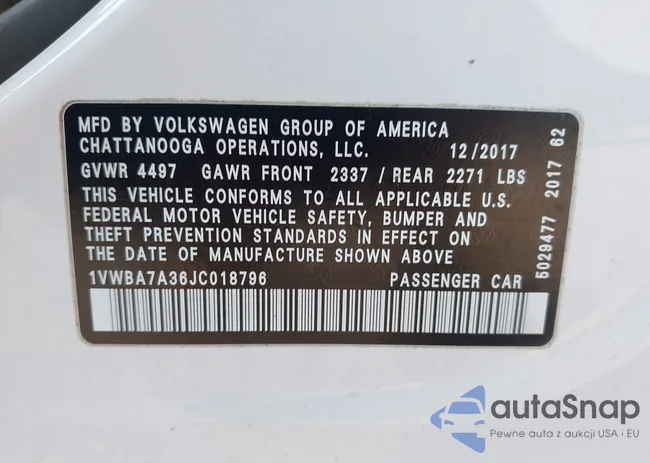 MFD BY VOLKSWAGEN GROUP OF AMERICA
CHATTANOOGA OPERATIONS, LLC. 12/2017
GVWR 4497 GAWR FRONT 2337 / REAR 2271 LBS
THIS VEHICLE CONFORMS TO ALL APPLICABLE U.S.
FEDERAL MOTOR VEHICLE SAFETY, BUMPER AND
THEFT PREVENTION STANDARDS IN EFFECT ON
THE DATE OF MANUFACTURE SHOWN ABOVE
1VWBA7A36JC018796 PASSENGER CAR
5029477 2017 62
autaSnap
Pewne auta z aukcji USA i EU